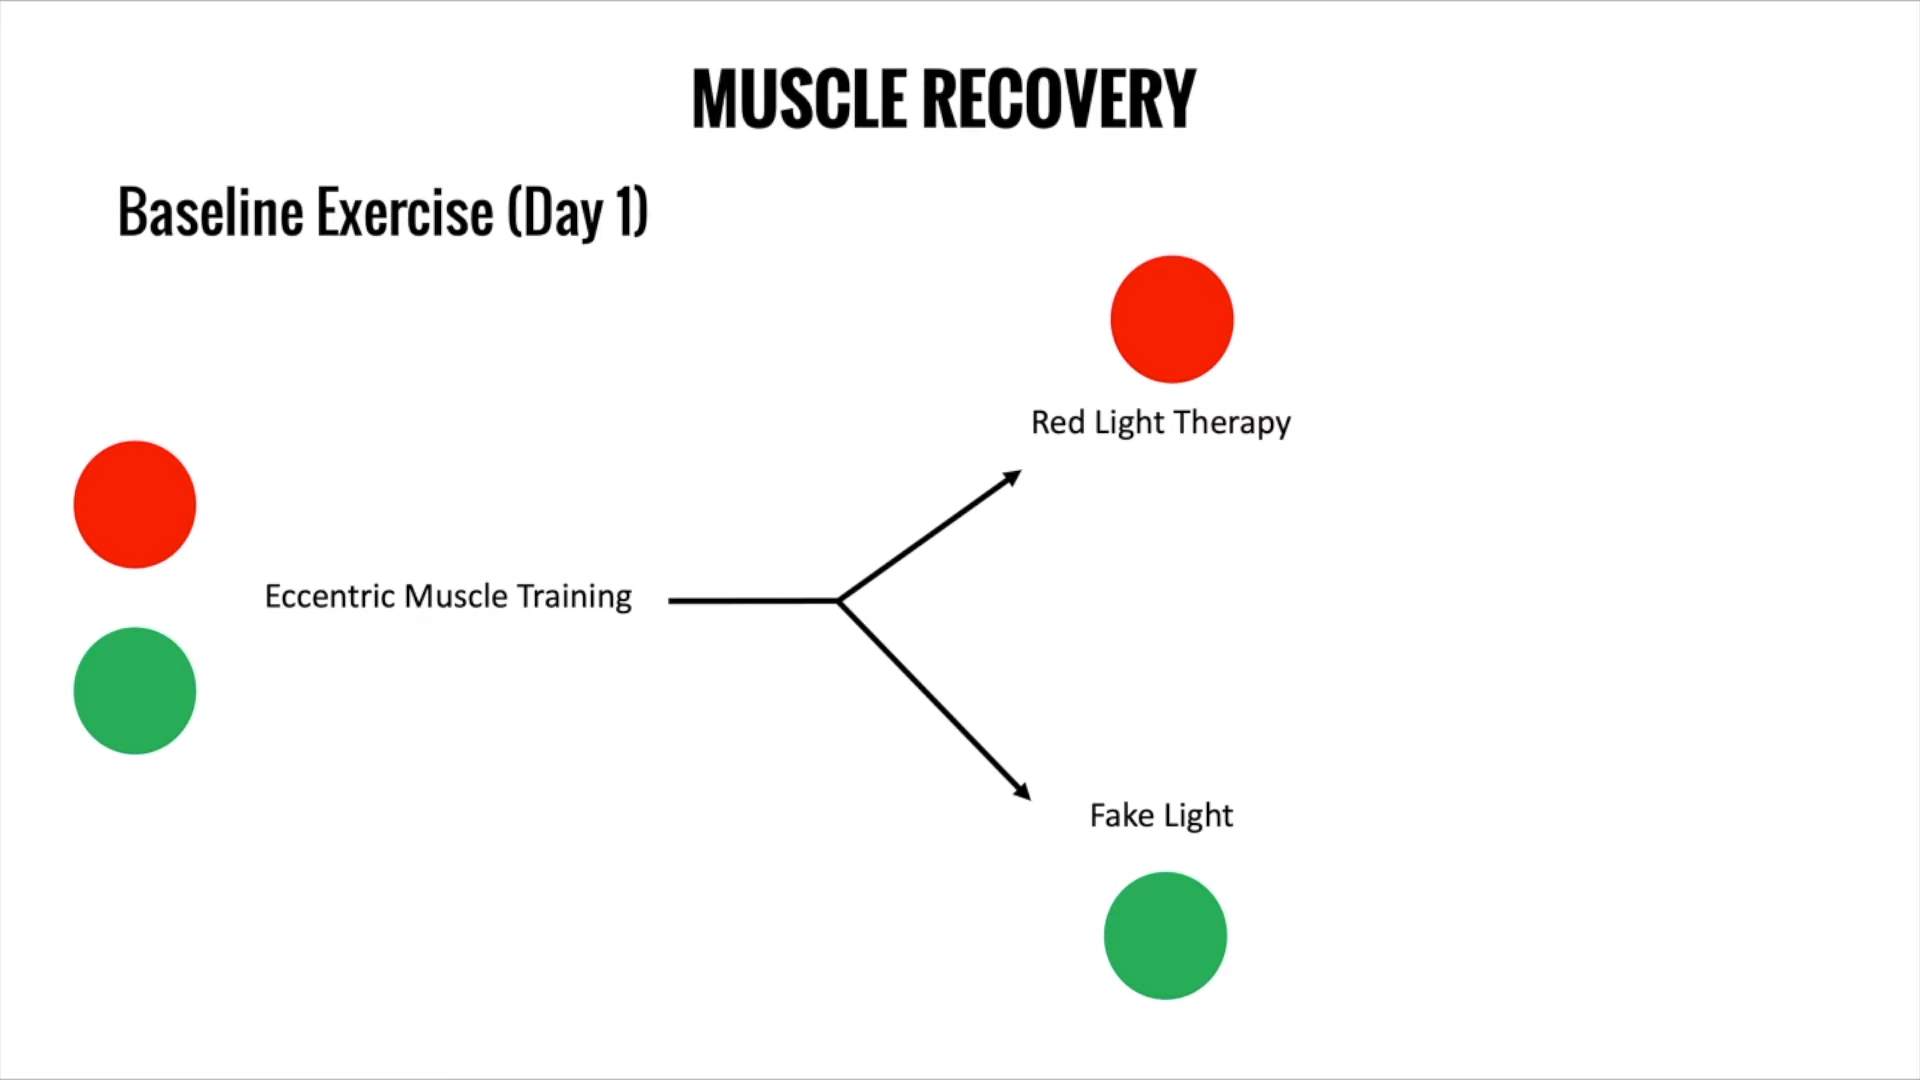 MUSCLE RECOVERY
Baseline Exercise (Day 1)
Red Light Therapy
Eccentric Muscle Training
Fake Light